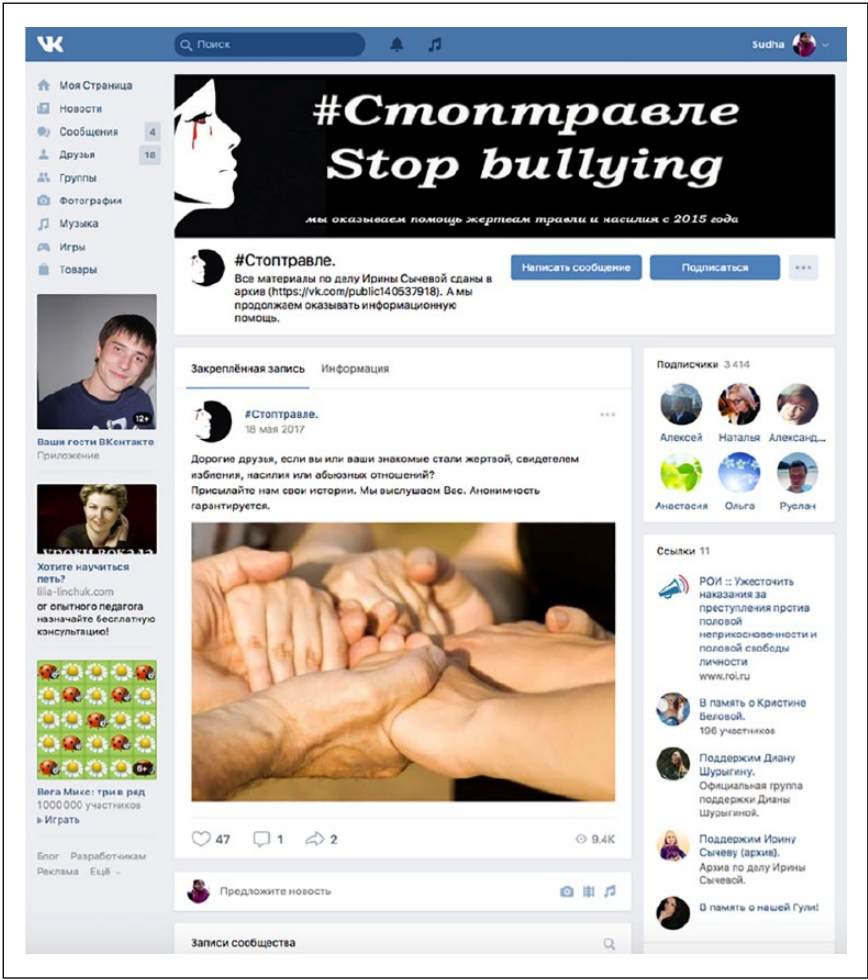 Поиск
Sudha
Моя Страница
Новости
Сообщения 4
Друзья 18
Группы
Фотографии
Музыка
Игры
Товары
12+
Ваши гости ВКонтакте
Приложение
УРОКИ ВОКАЛА
Хотите научиться
петь?
lilia-linchuk.com
от опытного педагога
назначайте бесплатную
консультацию!
6+
Вега Микс: три в ряд
1 000 000 участников
Играть
Блог Разработчикам
Реклама Ещё
#Стоптравле
Stop bullying
мы оказываем помощь жертвам травли и насилия с 2015 года
#Стоптравле.
Все материалы по делу Ирины Сычевой сданы в
архив (https://vk.com/public140537918). А мы
продолжаем оказывать информационную
помощь.
Написать сообщение
Подписаться
Закреплённая запись Информация
#Стоптравле.
18 мая 2017
Дорогие друзья, если вы или ваши знакомые стали жертвой, свидетелем
избиения, насилия или абьюзных отношений?
Присылайте нам свои истории. Мы выслушаем Вас. Анонимность
гарантируется.
47 1 2 9.4K
Предложите новость
Записи сообщества
Подписчики 3 414
Алексей Наталья Александ...
Анастасия Ольга Руслан
Ссылки 11
РОИ :: Ужесточить
наказания за
преступления против
половой
неприкосновенности и
половой свободы
личности
www.roi.ru
В память о Кристине
Беловой.
196 участников
Поддержим Диану
Шурыгину.
Официальная группа
поддержки Дианы
Шурыгиной.
Поддержим Ирину
Сычеву (архив).
Архив по делу Ирины
Сычевой.
В память о нашей Гули!